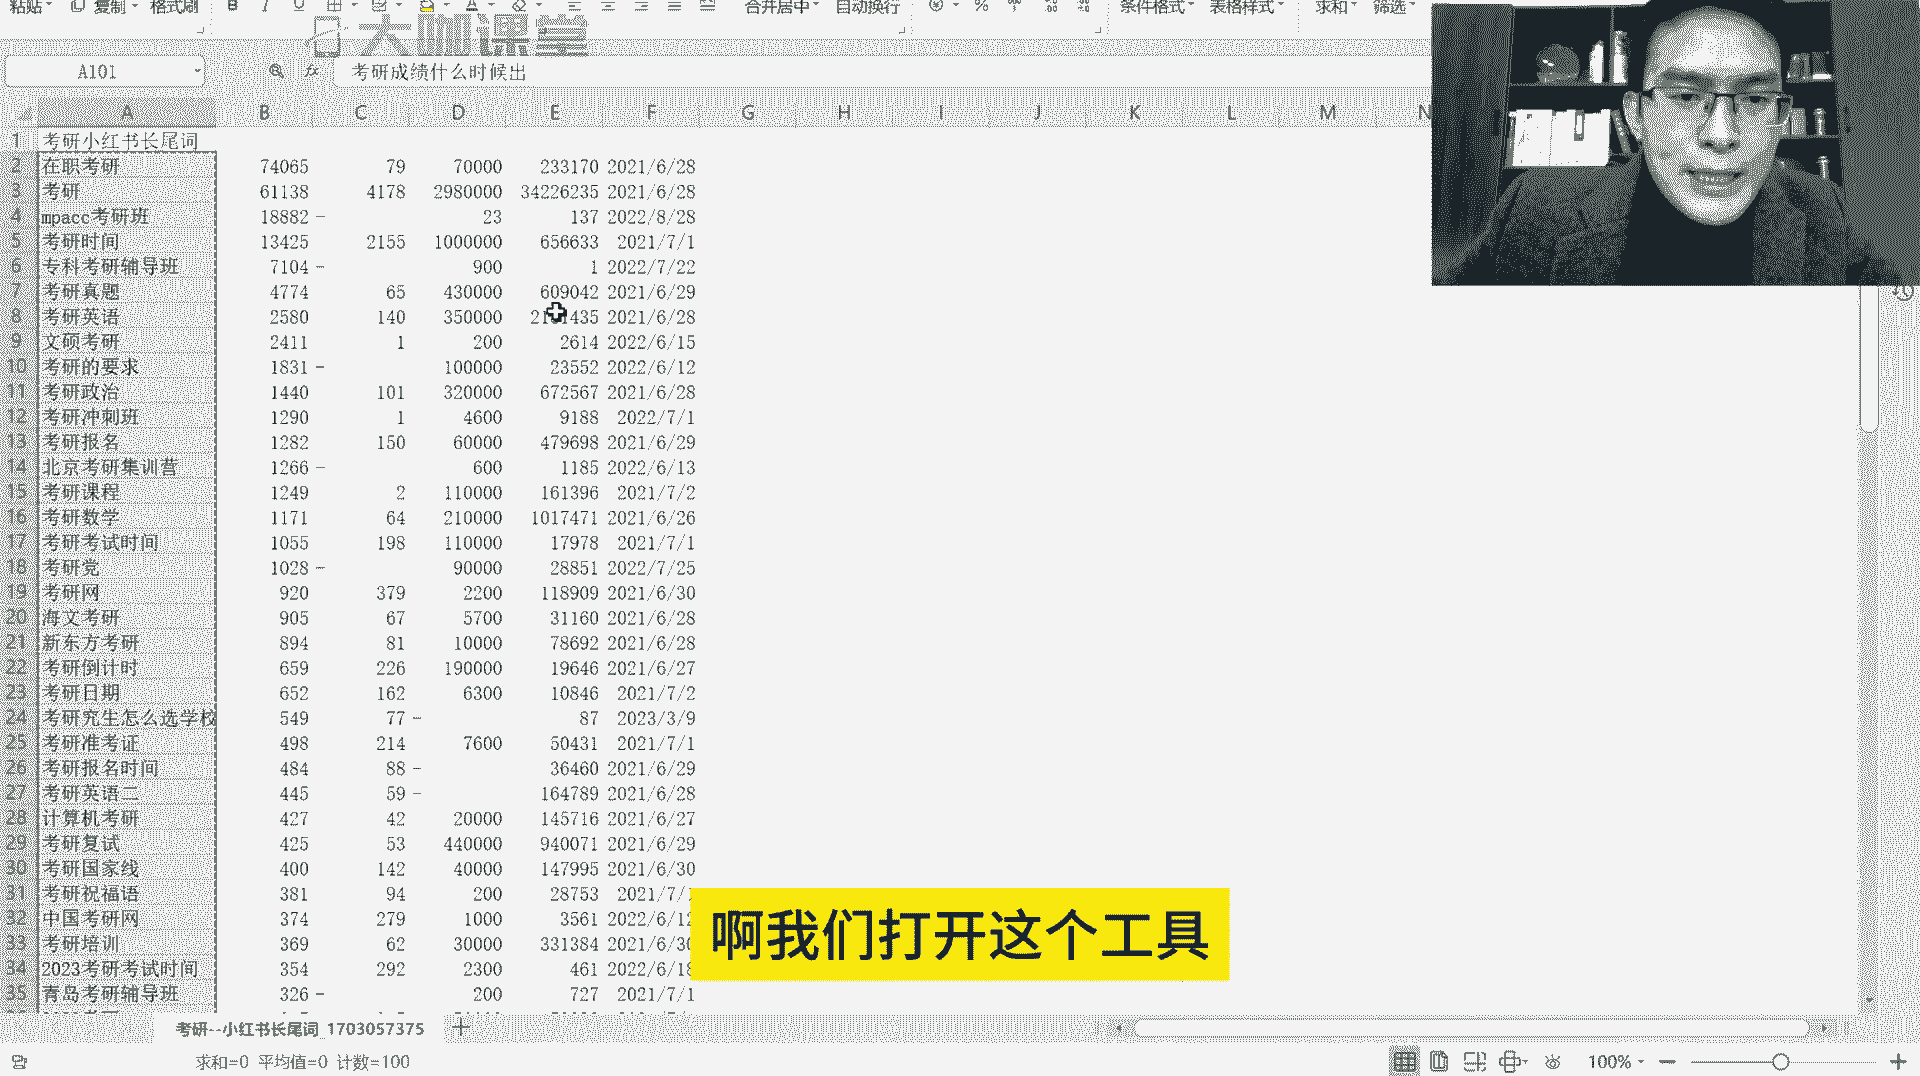 粘贴 复制 格式刷 B I U A 合并居中 自动换行 % 条件格式 表格样式 求和 筛选
大咖课堂
A101 fx 考研成绩什么时候出
A B C D E F G H I J K L M N
1 考研小红书长尾词
2 在职考研 74065 79 70000 233170 2021/6/28
3 考研 61138 4178 2980000 34226235 2021/6/28
4 mpacc考研班 18882 - 23 137 2022/8/28
5 考研时间 13425 2155 1000000 656633 2021/7/1
6 专科考研辅导班 7104 - 900 1 2022/7/22
7 考研真题 4774 65 430000 609042 2021/6/29
8 考研英语 2580 140 350000 2021/6/28
9 文硕考研 2411 1 200 2614 2022/6/15
10 考研的要求 1831 - 100000 23552 2022/6/12
11 考研政治 1440 101 320000 672567 2021/6/28
12 考研冲刺班 1290 1 4600 9188 2022/7/1
13 考研报名 1282 150 60000 479698 2021/6/29
14 北京考研集训营 1266 - 600 1185 2022/6/13
15 考研课程 1249 2 110000 161396 2021/7/2
16 考研数学 1171 64 210000 1017471 2021/6/26
17 考研考试时间 1055 198 110000 17978 2021/7/1
18 考研党 1028 - 90000 28851 2022/7/25
19 考研网 920 379 2200 118909 2021/6/30
20 海文考研 905 67 5700 31160 2021/6/28
21 新东方考研 894 81 10000 78692 2021/6/28
22 考研倒计时 659 226 190000 19646 2021/6/27
23 考研日期 652 162 6300 10846 2021/7/2
24 考研究生怎么选学校 549 77 - 87 2023/3/9
25 考研准考证 498 214 7600 50431 2021/7/1
26 考研报名时间 484 88 - 36460 2021/6/29
27 考研英语二 445 59 - 164789 2021/6/28
28 计算机考研 427 42 20000 145716 2021/6/27
29 考研复试 425 53 440000 940071 2021/6/29
30 考研国家线 400 142 40000 147995 2021/6/30
31 考研祝福语 381 94 200 28753 2021/7/
32 中国考研网 374 279 1000 3561 2022/6/12
33 考研培训 369 62 30000 331384 2021/6/30
34 2023考研考试时间 354 292 2300 461 2022/6/18
35 青岛考研辅导班 326 - 200 727 2021/7/1
啊我们打开这个工具
考研--小红书长尾词_1703057375 +
求和=0 平均值=0 计数=100 100% - +